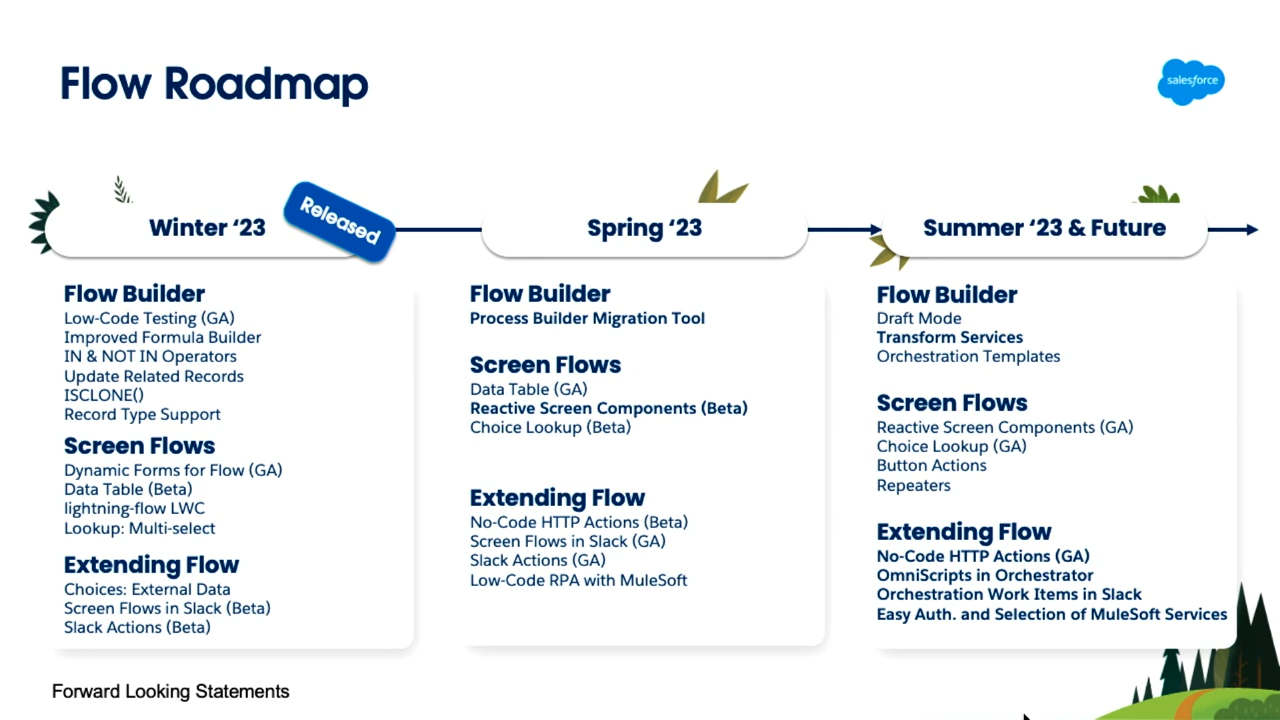 Flow Roadmap
salesforce
Winter ‘23
Released
Spring ‘23
Summer ‘23 & Future
Flow Builder
Low-Code Testing (GA)
Improved Formula Builder
IN & NOT IN Operators
Update Related Records
ISCLONE()
Record Type Support
Screen Flows
Dynamic Forms for Flow (GA)
Data Table (Beta)
lightning-flow LWC
Lookup: Multi-select
Extending Flow
Choices: External Data
Screen Flows in Slack (Beta)
Slack Actions (Beta)
Flow Builder
Process Builder Migration Tool
Screen Flows
Data Table (GA)
Reactive Screen Components (Beta)
Choice Lookup (Beta)
Extending Flow
No-Code HTTP Actions (Beta)
Screen Flows in Slack (GA)
Slack Actions (GA)
Low-Code RPA with MuleSoft
Flow Builder
Draft Mode
Transform Services
Orchestration Templates
Screen Flows
Reactive Screen Components (GA)
Choice Lookup (GA)
Button Actions
Repeaters
Extending Flow
No-Code HTTP Actions (GA)
OmniScripts in Orchestrator
Orchestration Work Items in Slack
Easy Auth. and Selection of MuleSoft Services
Forward Looking Statements